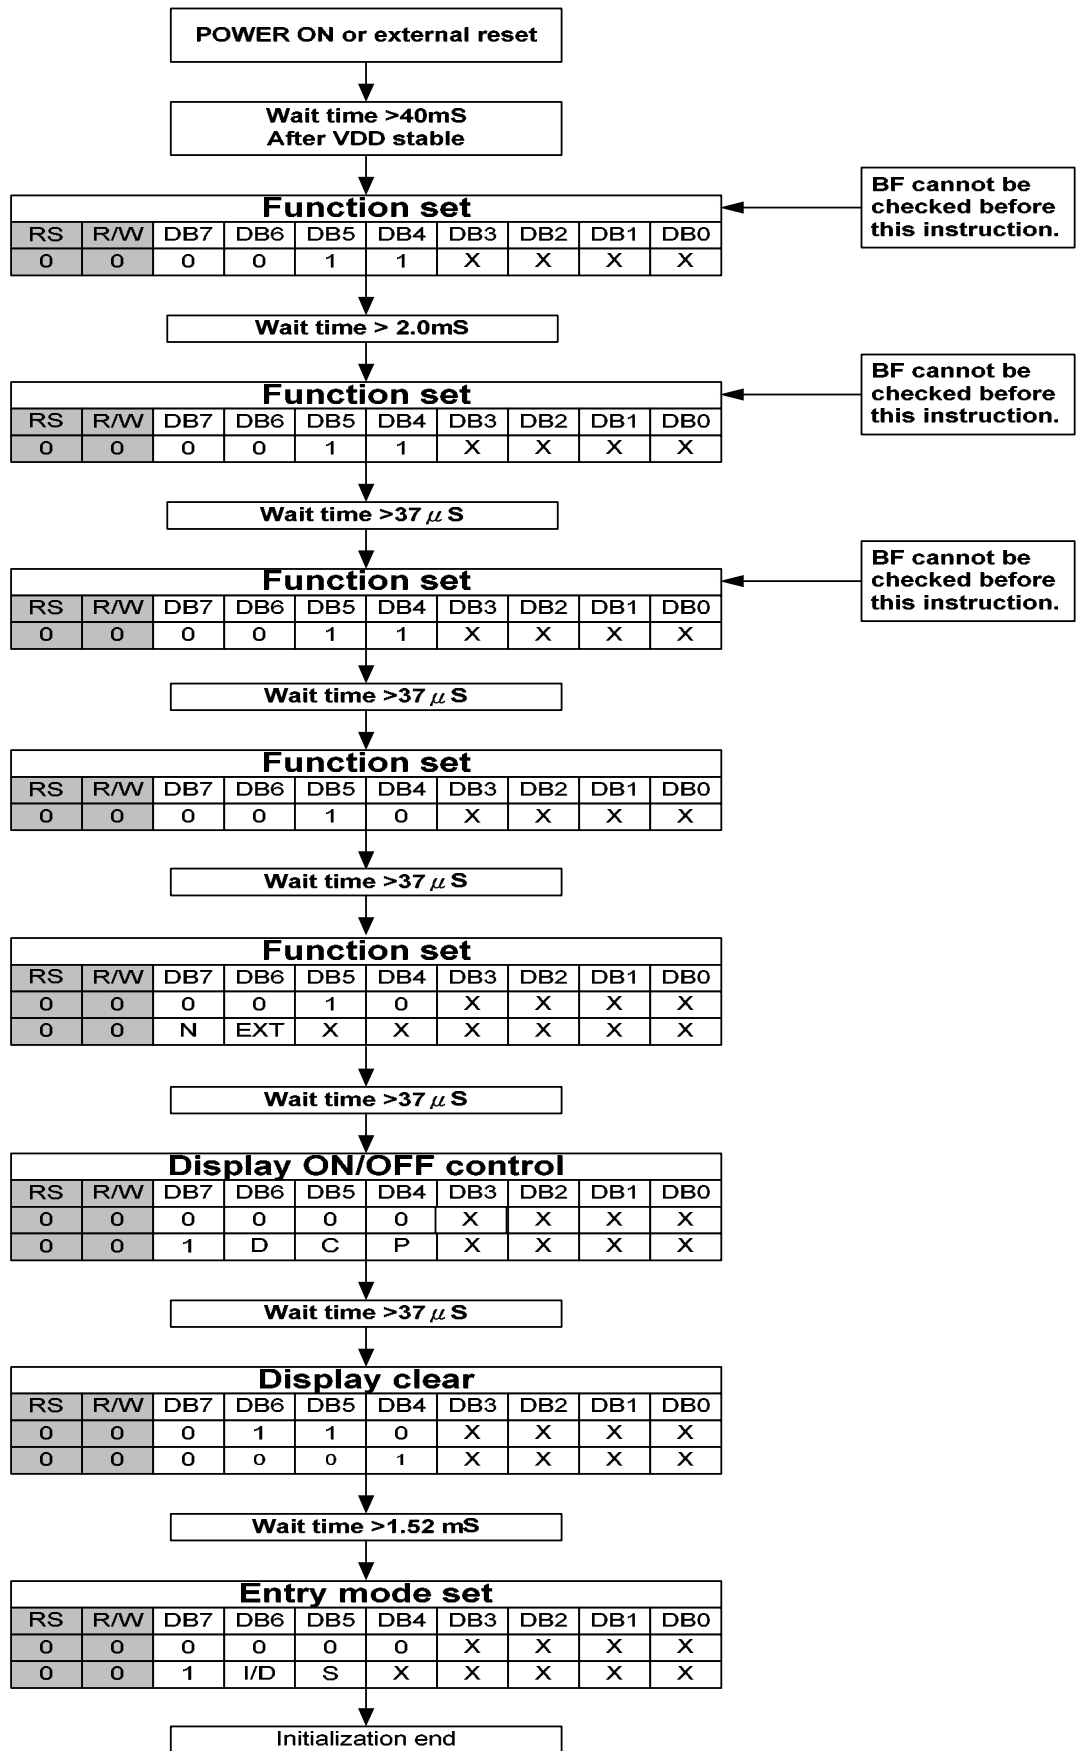 POWER ON or external reset
Wait time >40mS
After VDD stable
Function set
RS R/W DB7 DB6 DB5 DB4 DB3 DB2 DB1 DB0
0 0 0 0 1 1 X X X X
BF cannot be
checked before
this instruction.
Wait time > 2.0mS
Function set
RS R/W DB7 DB6 DB5 DB4 DB3 DB2 DB1 DB0
0 0 0 0 1 1 X X X X
BF cannot be
checked before
this instruction.
Wait time >37 μ S
Function set
RS R/W DB7 DB6 DB5 DB4 DB3 DB2 DB1 DB0
0 0 0 0 1 1 X X X X
BF cannot be
checked before
this instruction.
Wait time >37 μ S
Function set
RS R/W DB7 DB6 DB5 DB4 DB3 DB2 DB1 DB0
0 0 0 0 1 0 X X X X
Wait time >37 μ S
Function set
RS R/W DB7 DB6 DB5 DB4 DB3 DB2 DB1 DB0
0 0 0 0 1 0 X X X X
0 0 N EXT X X X X X X
Wait time >37 μ S
Display ON/OFF control
RS R/W DB7 DB6 DB5 DB4 DB3 DB2 DB1 DB0
0 0 0 0 0 0 X X X X
0 0 1 D C P X X X X
Wait time >37 μ S
Display clear
RS R/W DB7 DB6 DB5 DB4 DB3 DB2 DB1 DB0
0 0 0 1 1 0 X X X X
0 0 0 0 0 1 X X X X
Wait time >1.52 mS
Entry mode set
RS R/W DB7 DB6 DB5 DB4 DB3 DB2 DB1 DB0
0 0 0 0 0 0 X X X X
0 0 1 I/D S X X X X X
Initialization end